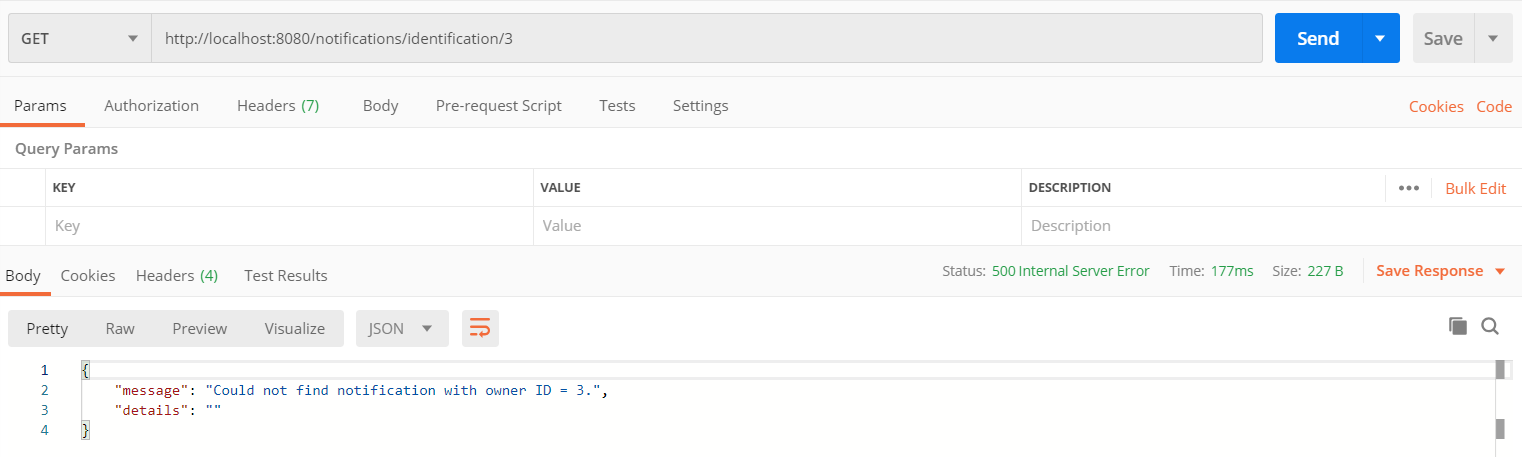 GET http://localhost:8080/notifications/identification/3 Send Save
Params Authorization Headers (7) Body Pre-request Script Tests Settings Cookies Code
Query Params
KEY VALUE DESCRIPTION ••• Bulk Edit
Key Value Description
Body Cookies Headers (4) Test Results Status: 500 Internal Server Error Time: 177ms Size: 227 B Save Response
Pretty Raw Preview Visualize JSON
1 {
2 "message": "Could not find notification with owner ID = 3.",
3 "details": ""
4 }